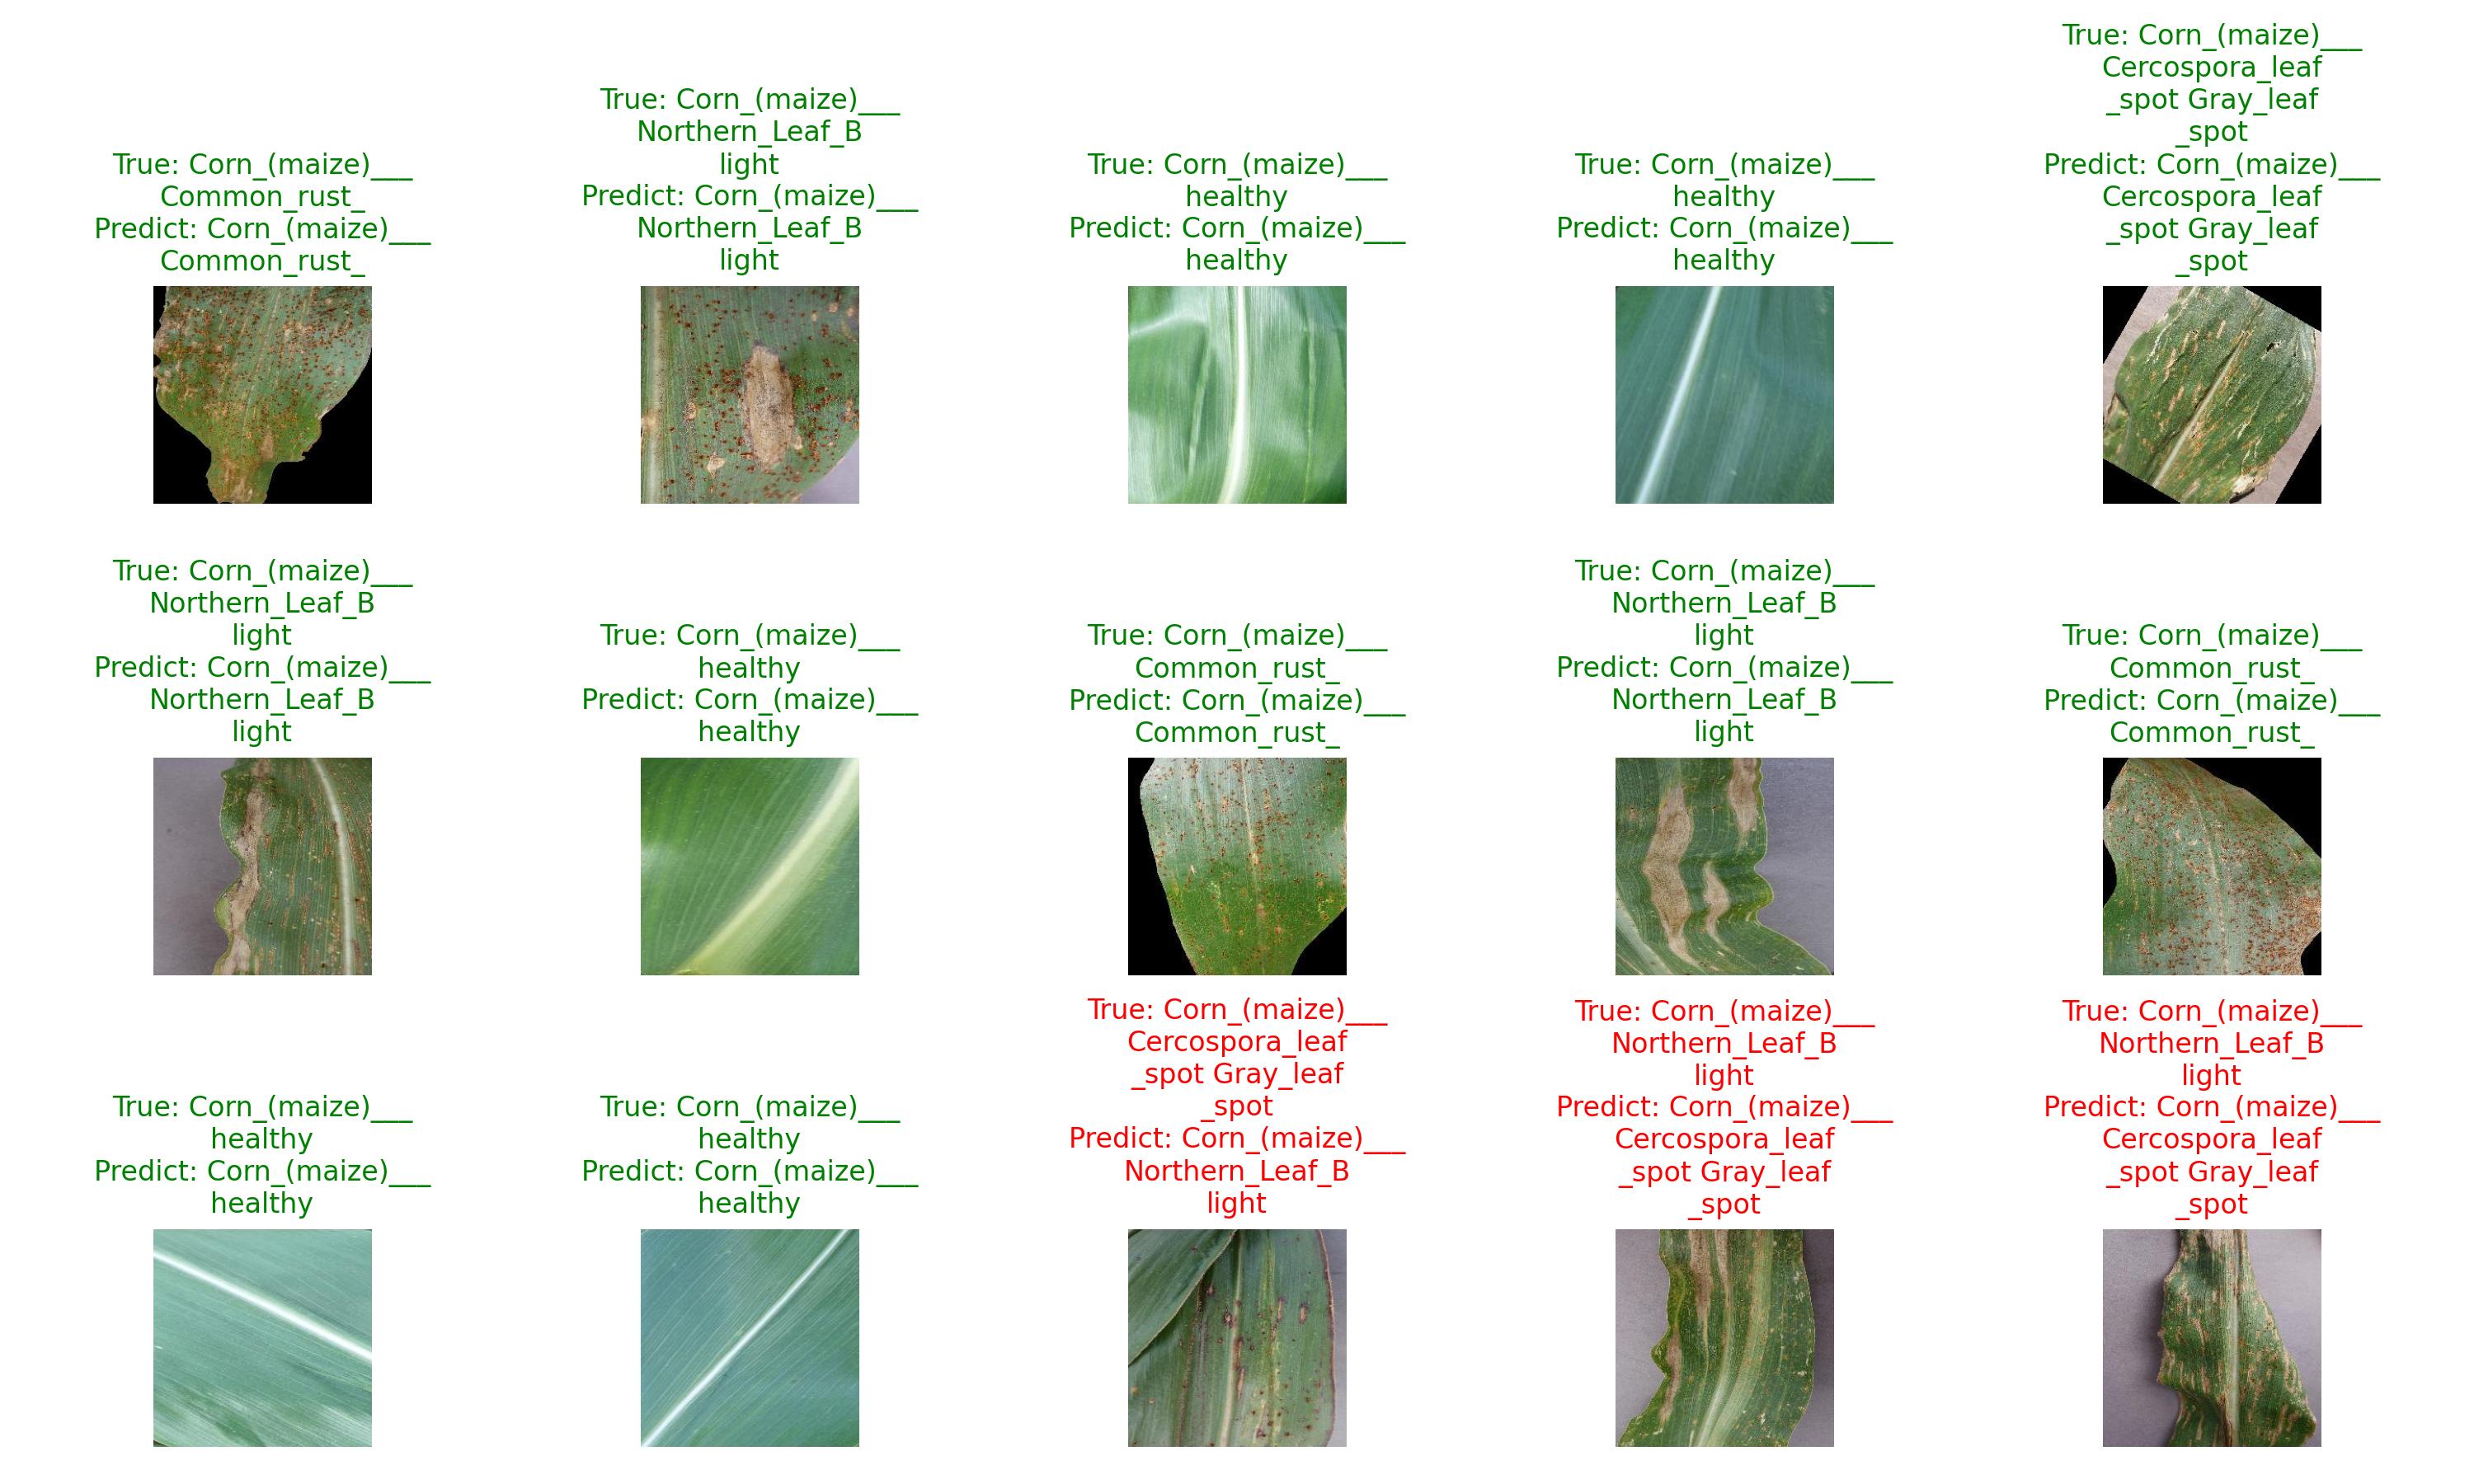 True: Corn_(maize)___
Common_rust_
Predict: Corn_(maize)___
Common_rust_
True: Corn_(maize)___
Northern_Leaf_B
light
Predict: Corn_(maize)___
Northern_Leaf_B
light
True: Corn_(maize)___
healthy
Predict: Corn_(maize)___
healthy
True: Corn_(maize)___
healthy
Predict: Corn_(maize)___
healthy
True: Corn_(maize)___
Cercospora_leaf
_spot Gray_leaf
_spot
Predict: Corn_(maize)___
Cercospora_leaf
_spot Gray_leaf
_spot
True: Corn_(maize)___
Northern_Leaf_B
light
Predict: Corn_(maize)___
Northern_Leaf_B
light
True: Corn_(maize)___
healthy
Predict: Corn_(maize)___
healthy
True: Corn_(maize)___
Common_rust_
Predict: Corn_(maize)___
Common_rust_
True: Corn_(maize)___
Northern_Leaf_B
light
Predict: Corn_(maize)___
Northern_Leaf_B
light
True: Corn_(maize)___
Common_rust_
Predict: Corn_(maize)___
Common_rust_
True: Corn_(maize)___
healthy
Predict: Corn_(maize)___
healthy
True: Corn_(maize)___
healthy
Predict: Corn_(maize)___
healthy
True: Corn_(maize)___
Cercospora_leaf
_spot Gray_leaf
_spot
Predict: Corn_(maize)___
Northern_Leaf_B
light
True: Corn_(maize)___
Northern_Leaf_B
light
Predict: Corn_(maize)___
Cercospora_leaf
_spot Gray_leaf
_spot
True: Corn_(maize)___
Northern_Leaf_B
light
Predict: Corn_(maize)___
Cercospora_leaf
_spot Gray_leaf
_spot